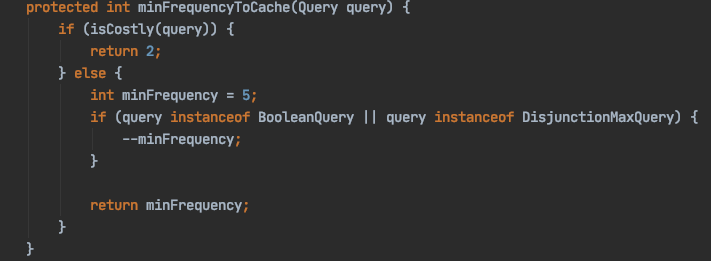 protected int minFrequencyToCache(Query query) {
    if (isCostly(query)) {
        return 2;
    } else {
        int minFrequency = 5;
        if (query instanceof BooleanQuery || query instanceof DisjunctionMaxQuery) {
            --minFrequency;
        }

        return minFrequency;
    }
}